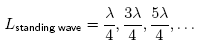 L_standing wave = λ/4, 3λ/4, 5λ/4, ...